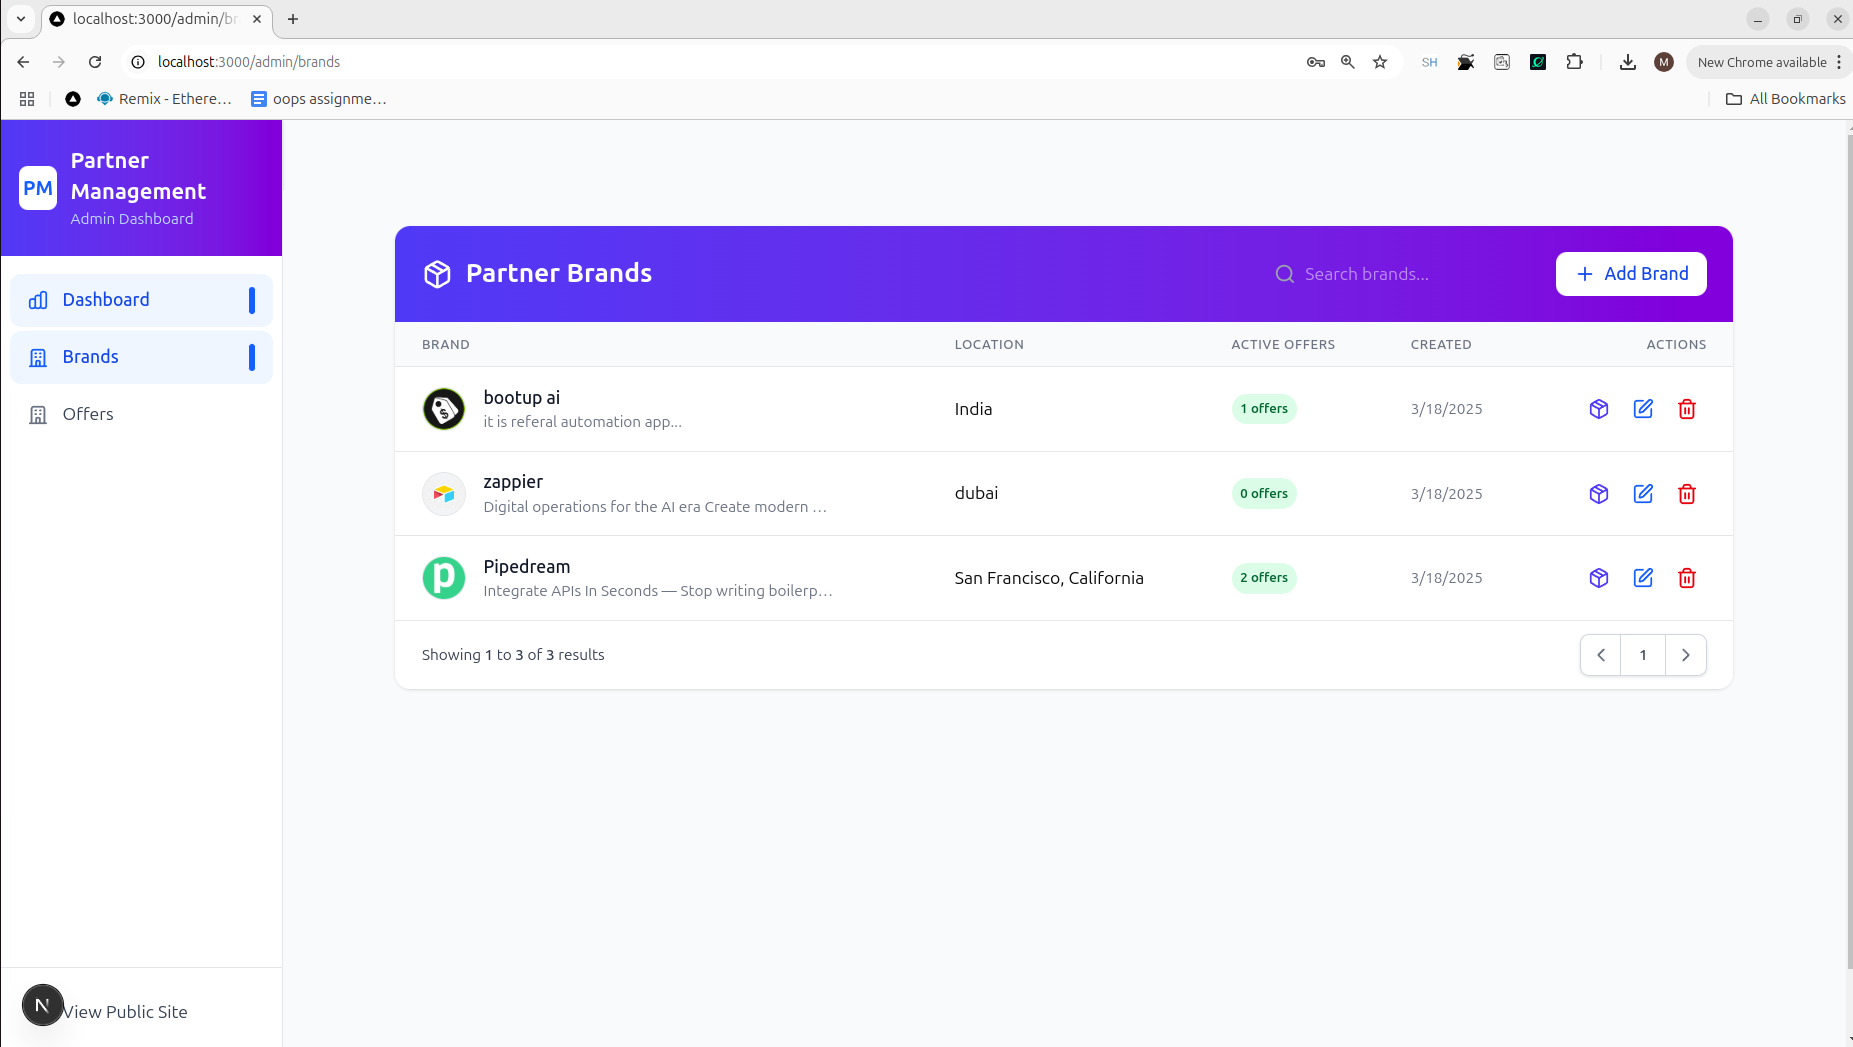 localhost:3000/admin/br
localhost:3000/admin/brands
SH
M
New Chrome available
Remix - Ethere...
oops assignme...
All Bookmarks
PM
Partner
Management
Admin Dashboard
Dashboard
Brands
Offers
N
View Public Site
Partner Brands
Search brands...
Add Brand
BRAND LOCATION ACTIVE OFFERS CREATED ACTIONS
bootup ai
it is referal automation app...
India
1 offers
3/18/2025
zappier
Digital operations for the AI era Create modern ...
dubai
0 offers
3/18/2025
p
Pipedream
Integrate APIs In Seconds — Stop writing boilerp...
San Francisco, California
2 offers
3/18/2025
Showing 1 to 3 of 3 results
1